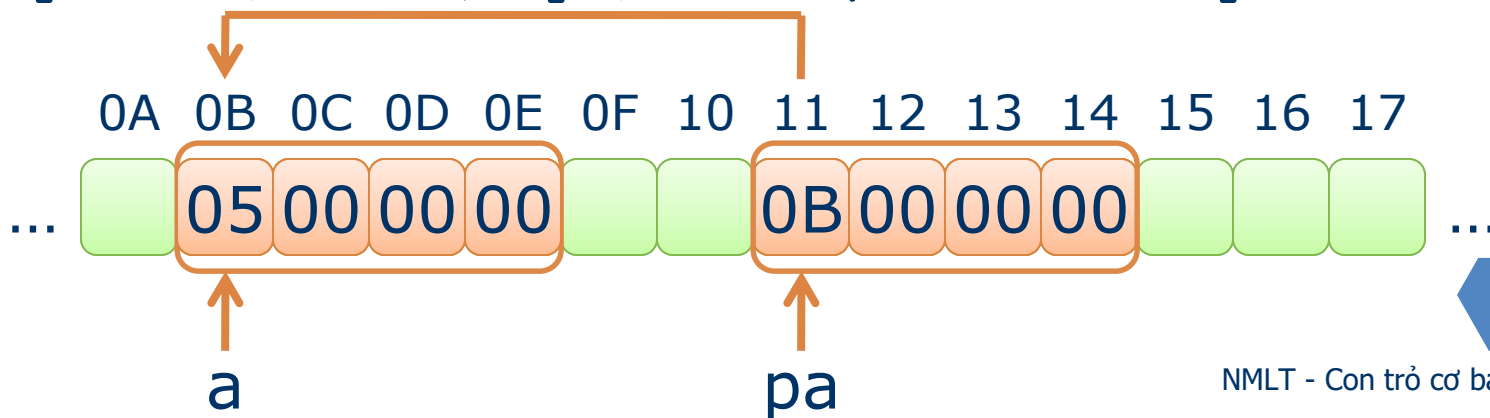 0A 0B 0C 0D 0E 0F 10 11 12 13 14 15 16 17
... 05 00 00 00 0B 00 00 00 ...
a pa
NMLT - Con trỏ cơ